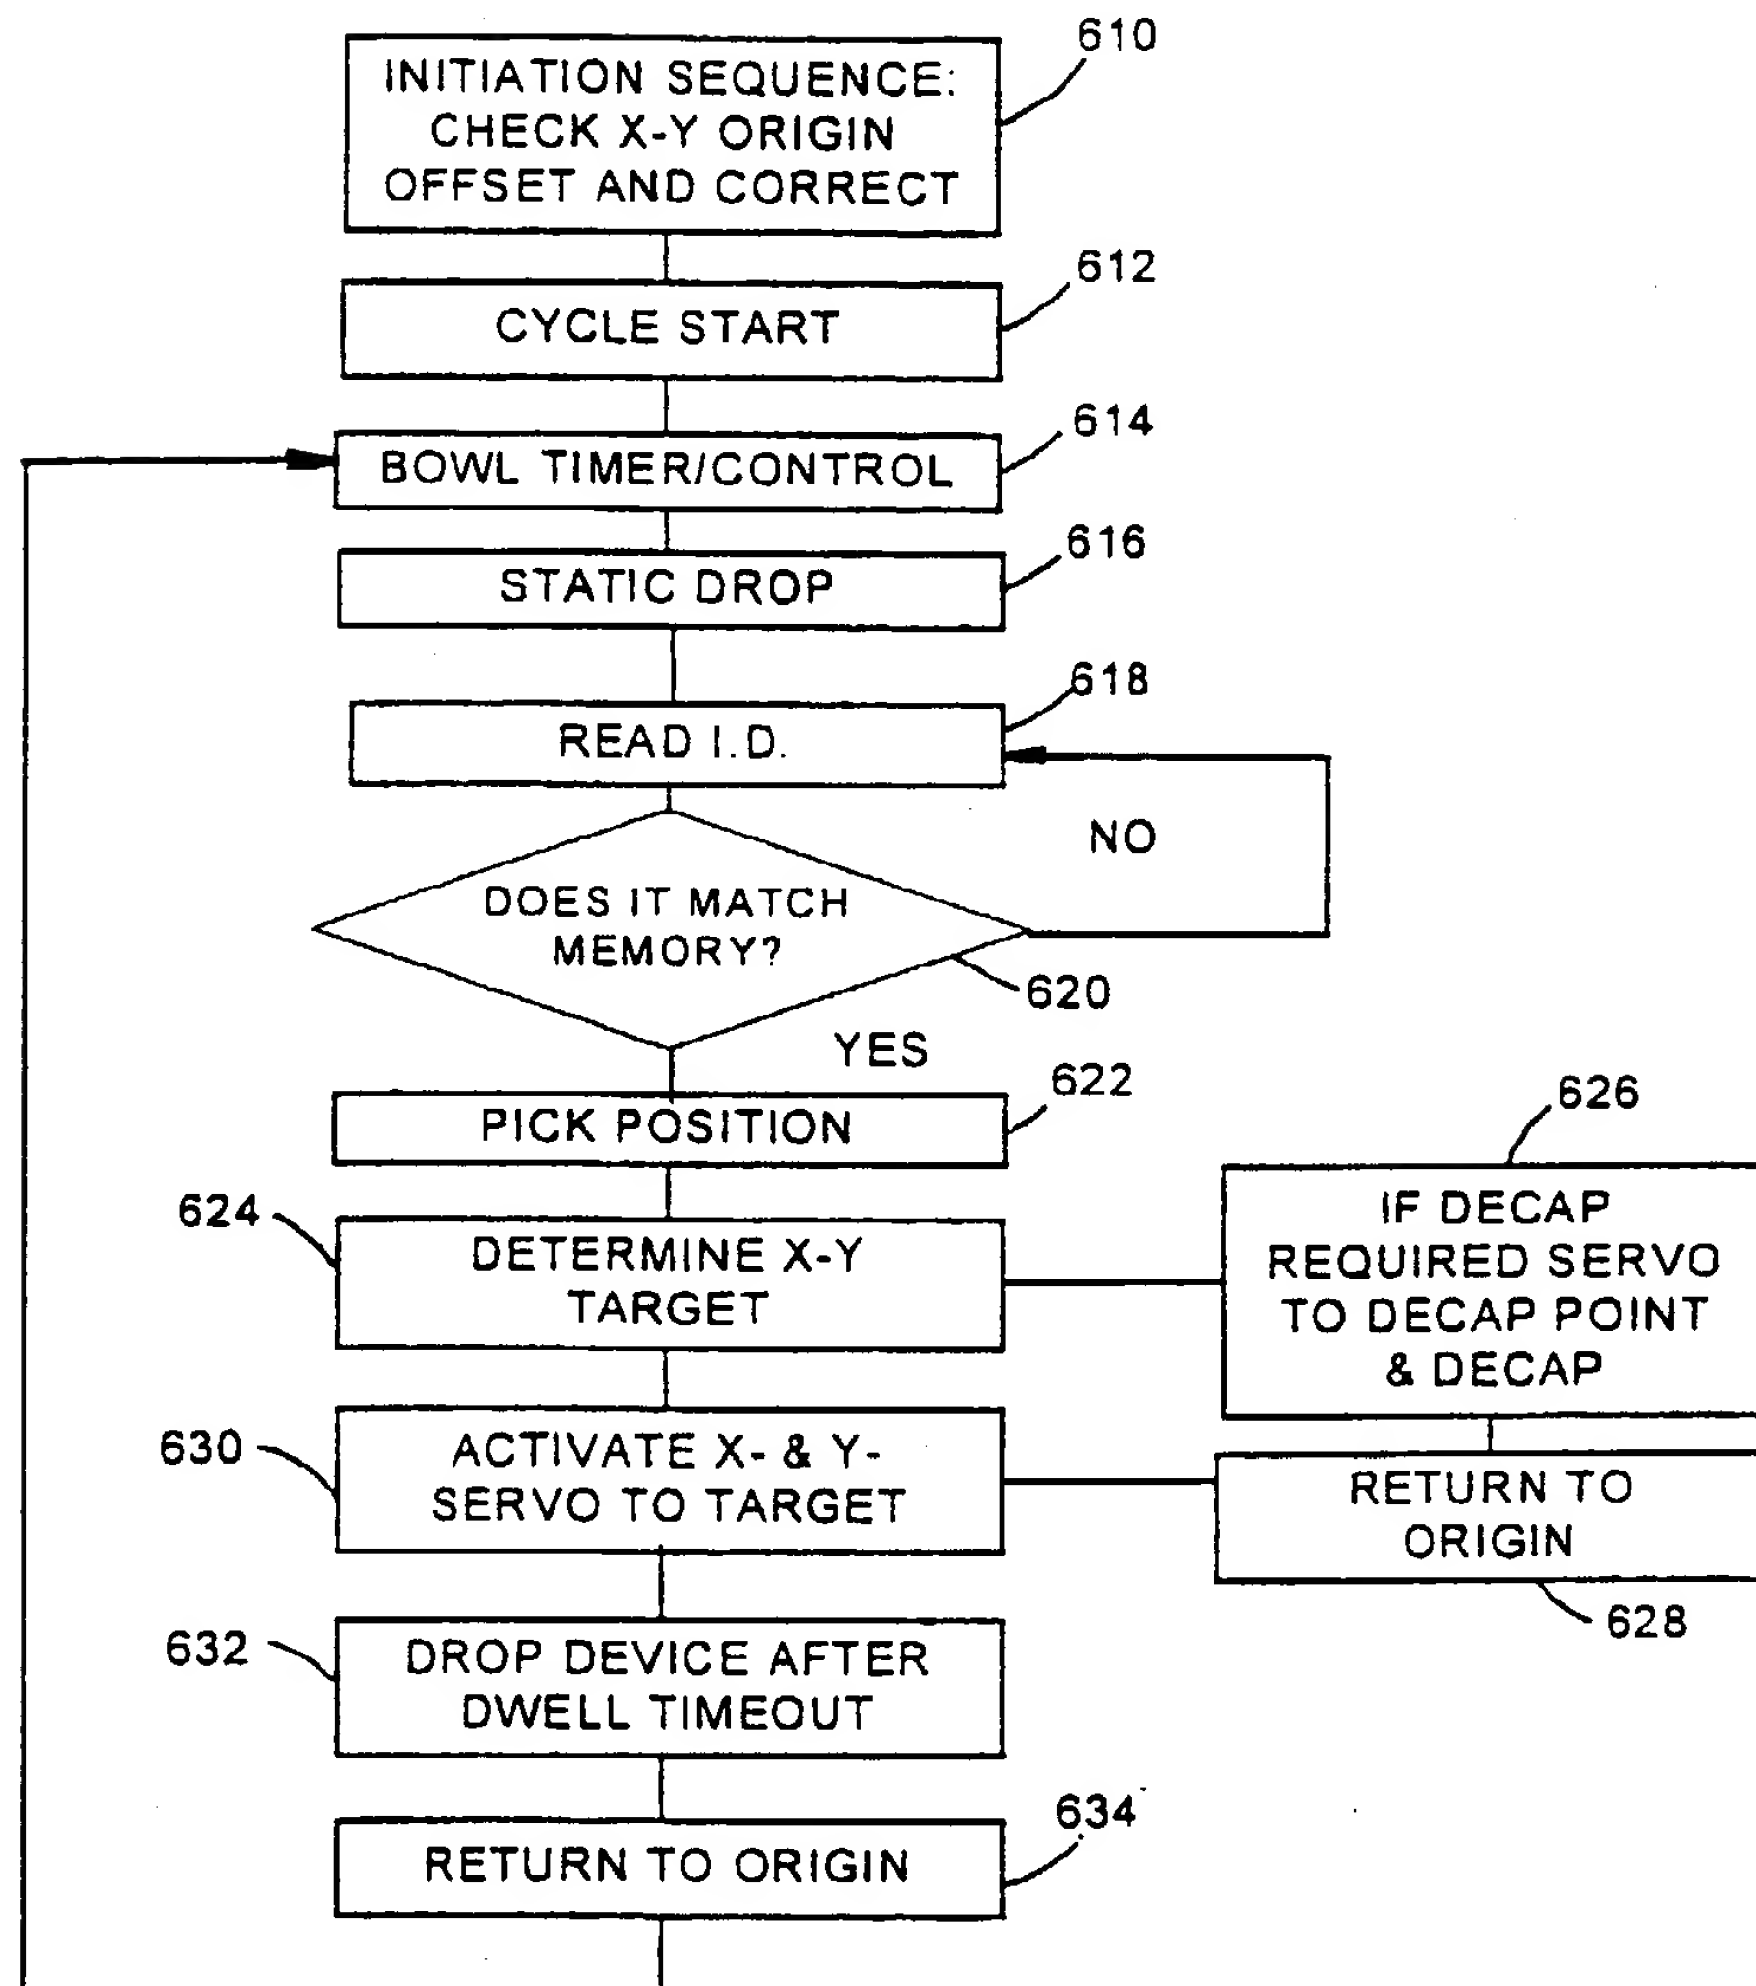 610
INITIATION SEQUENCE:
CHECK X-Y ORIGIN
OFFSET AND CORRECT
612
CYCLE START
614
BOWL TIMER/CONTROL
616
STATIC DROP
618
READ I.D.
NO
DOES IT MATCH
MEMORY?
620
YES
622
PICK POSITION
624
DETERMINE X-Y
TARGET
626
IF DECAP
REQUIRED SERVO
TO DECAP POINT
& DECAP
630
ACTIVATE X- & Y-
SERVO TO TARGET
RETURN TO
ORIGIN
628
632
DROP DEVICE AFTER
DWELL TIMEOUT
634
RETURN TO ORIGIN